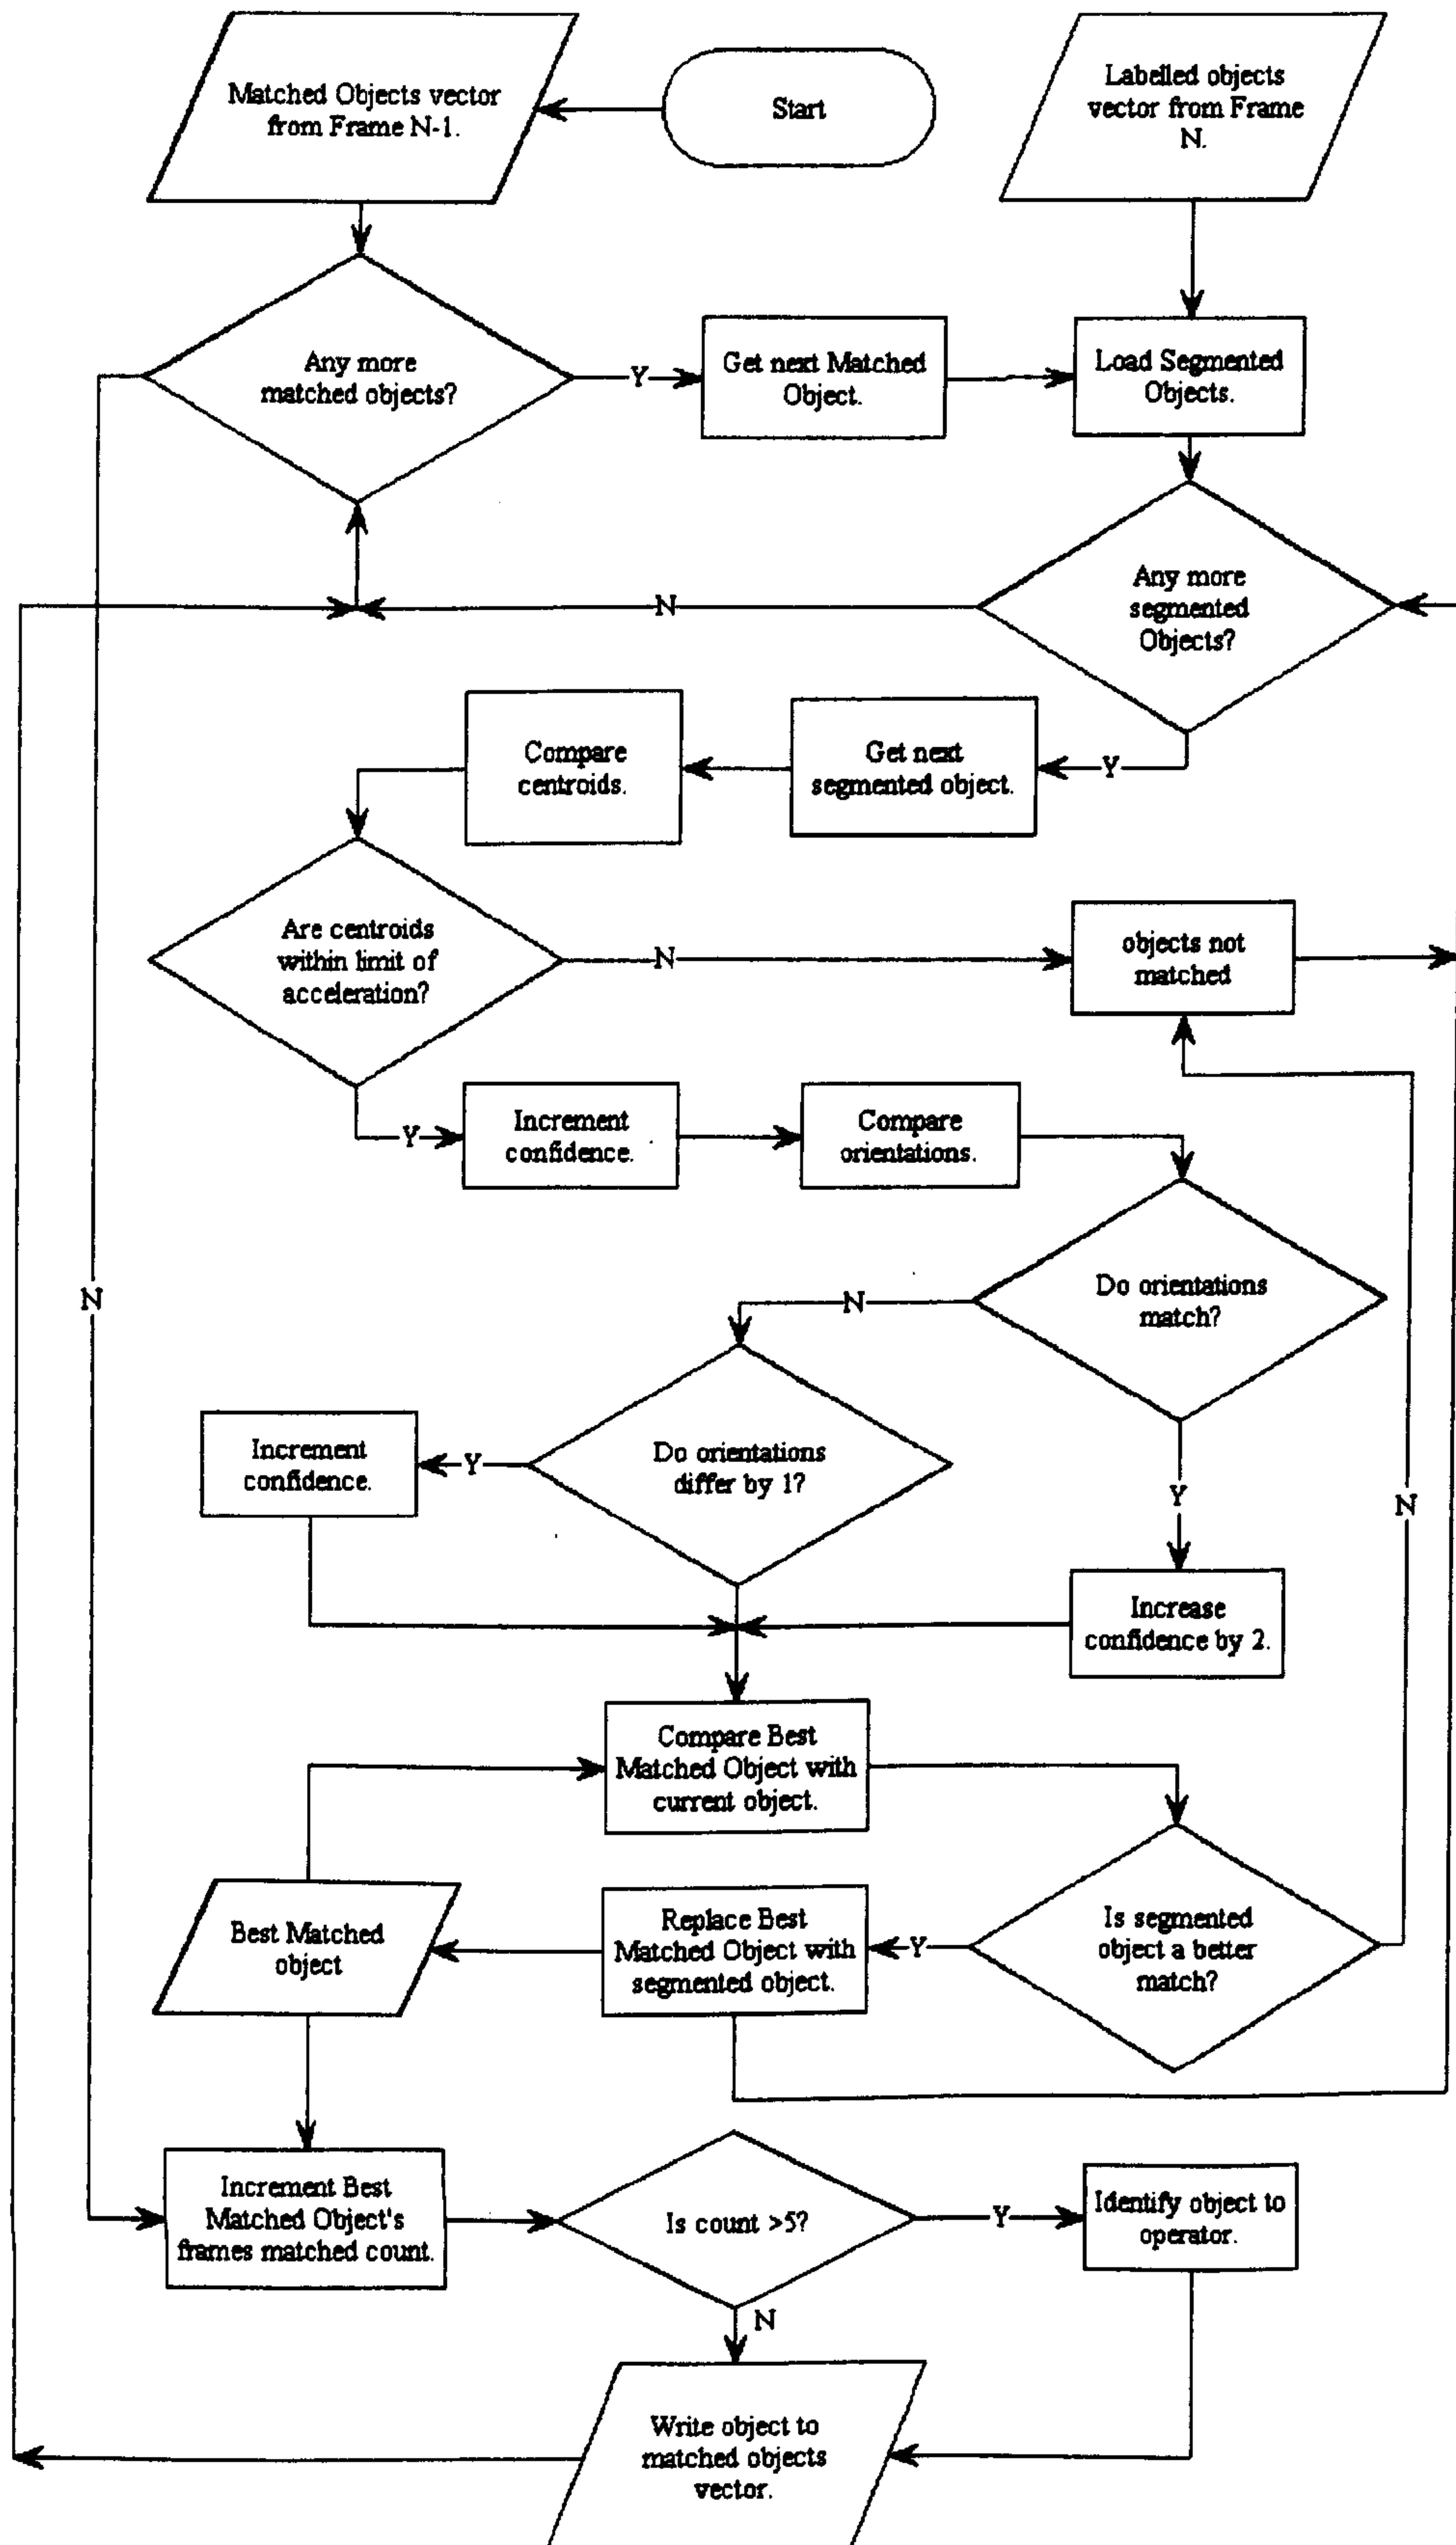 Matched Objects vector
from Frame N-1.
Start
Labelled objects
vector from Frame
N.
Any more
matched objects?
Y
Get next Matched
Object.
Load Segmented
Objects.
Any more
segmented
Objects?
N
Compare
centroids.
Get next
segmented object.
Y
Are centroids
within limit of
acceleration?
N
objects not
matched
Y
Increment
confidence.
Compare
orientations.
N
Do orientations
match?
N
Increment
confidence.
Y
Do orientations
differ by 1?
Y
N
Increase
confidence by 2.
Compare Best
Matched Object with
current object.
Best Matched
object
Replace Best
Matched Object with
segmented object.
Y
Is segmented
object a better
match?
Increment Best
Matched Object's
frames matched count.
Is count >5?
Y
Identify object to
operator.
N
Write object to
matched objects
vector.